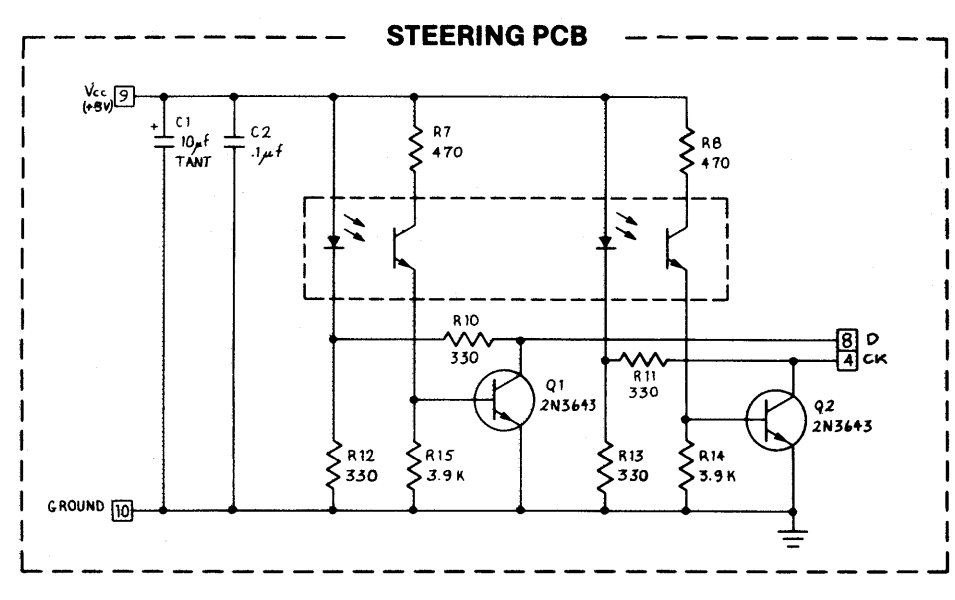 STEERING PCB
Vcc
(+5V)
9
+
C1
10µf
TANT
C2
.1µf
R7
470
R8
470
R10
330
8 D
4 CK
R11
330
Q1
2N3643
Q2
2N3643
R12
330
R15
3.9K
R13
330
R14
3.9K
GROUND 10